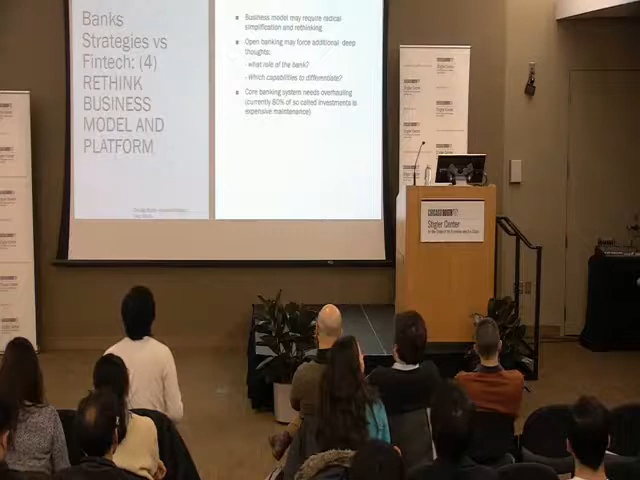 Banks
Strategies vs
Fintech: (4)
RETHINK
BUSINESS
MODEL AND
PLATFORM
Business model may require radical
simplification and rethinking
Open banking may force additional deep
thoughts:
- what role of the bank?
- Which capabilities to differentiate?
Core banking system needs overhauling
(currently 80% of so called investments is
expensive maintenance)
CHICAGO BOOTH
Stigler Center